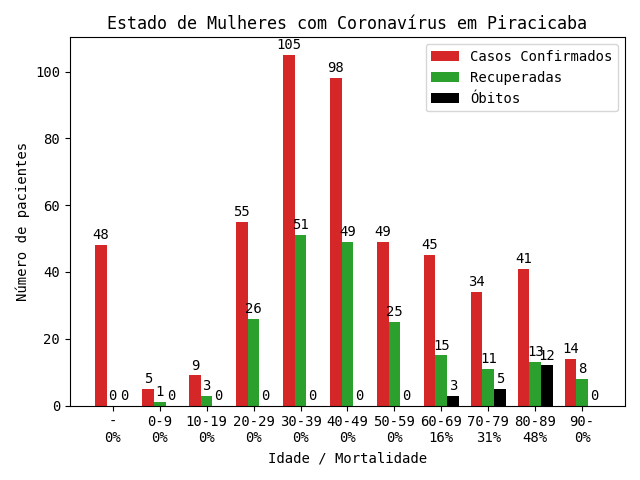 Estado de Mulheres com Coronavírus em Piracicaba
Casos Confirmados
Recuperadas
Óbitos
Número de pacientes
100
80
60
40
20
0
48 0 0
5 1 0
9 3 0
55 26 0
105 51 0
98 49 0
49 25 0
45 15 3
34 11 5
41 13 12
14 8 0
- 0-9 10-19 20-29 30-39 40-49 50-59 60-69 70-79 80-89 90-
0% 0% 0% 0% 0% 0% 0% 16% 31% 48% 0%
Idade / Mortalidade